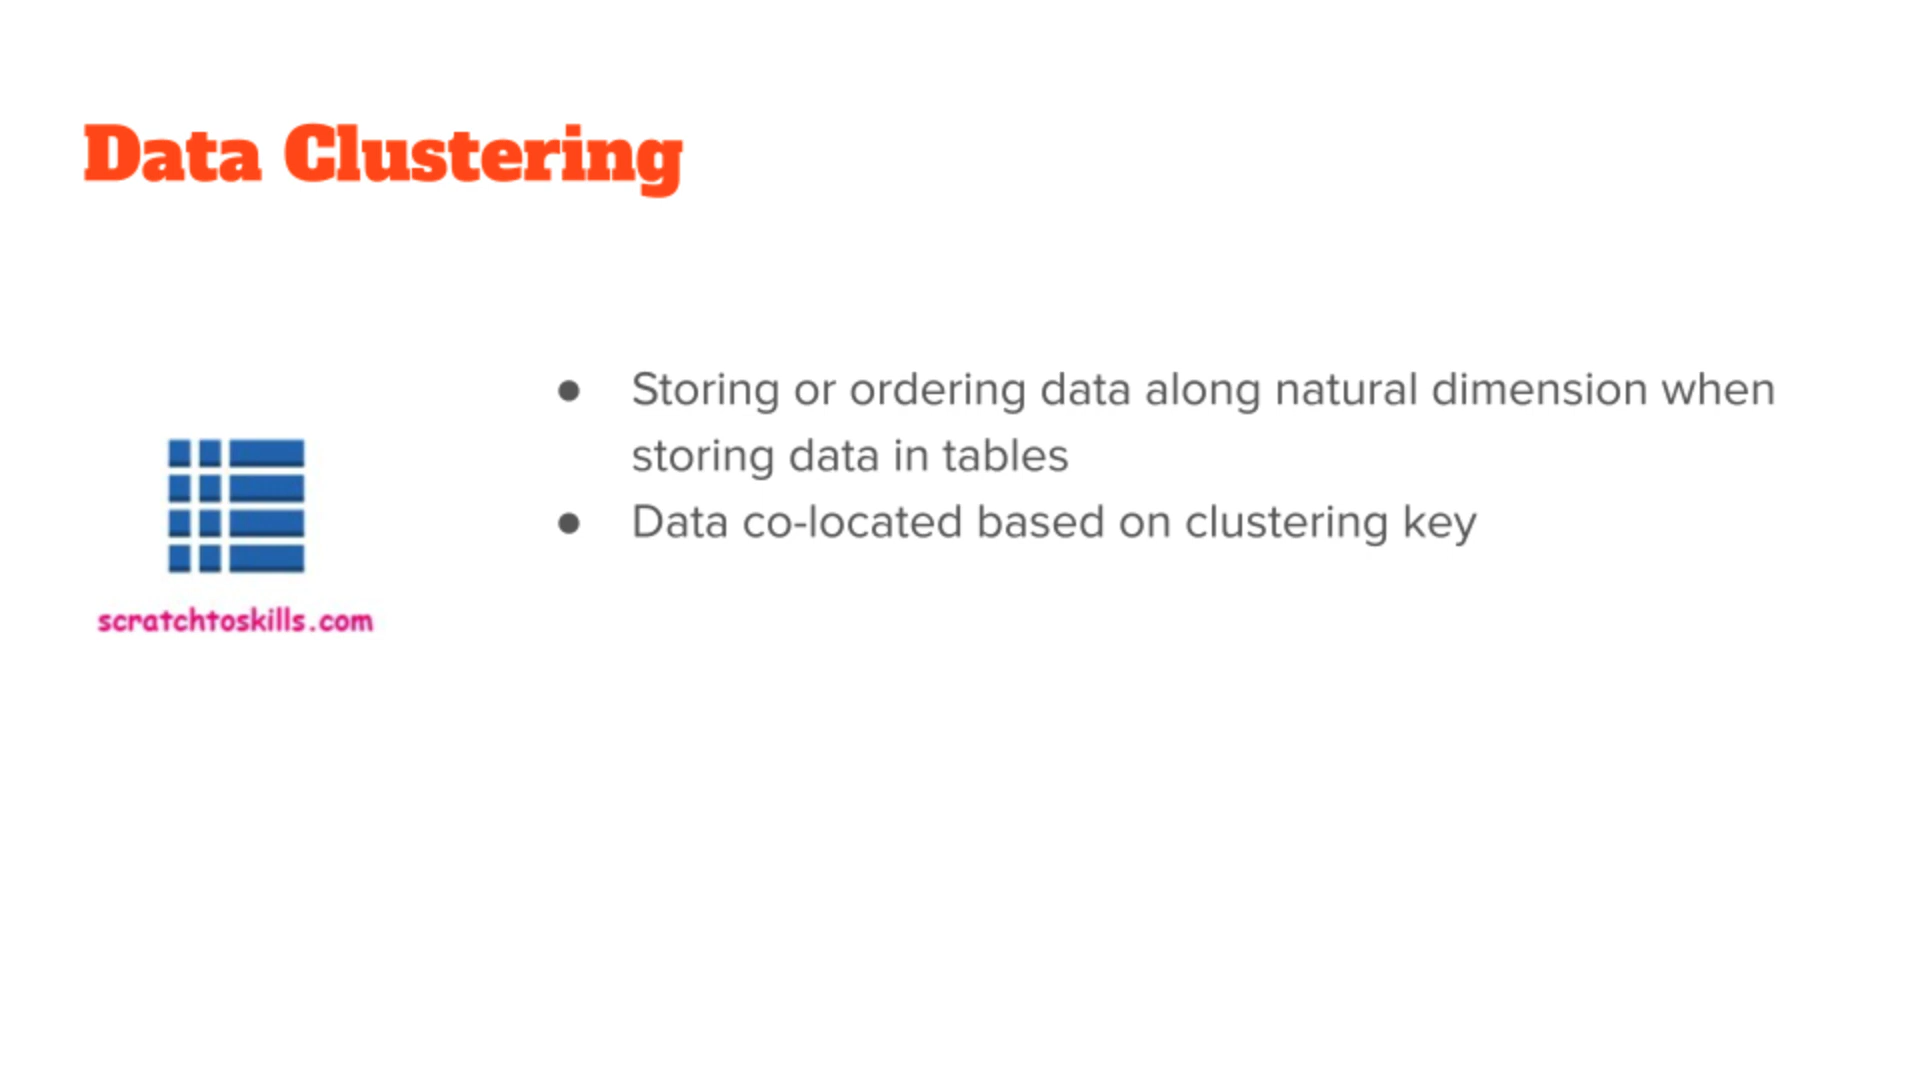 Data Clustering
● Storing or ordering data along natural dimension when
storing data in tables
● Data co-located based on clustering key
scratchtoskills.com